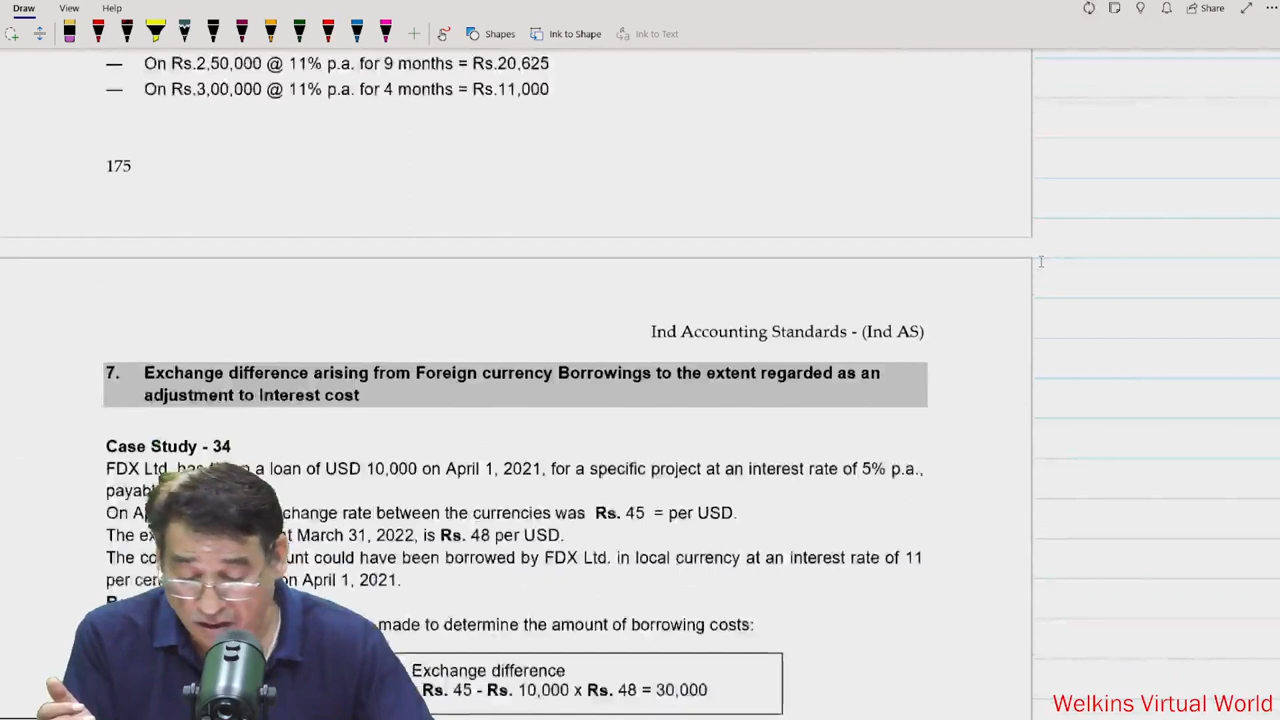 Draw View Help Share
Shapes Ink to Shape Ink to Text
— On Rs.2,50,000 @ 11% p.a. for 9 months = Rs.20,625
— On Rs.3,00,000 @ 11% p.a. for 4 months = Rs.11,000
175
Ind Accounting Standards - (Ind AS)
7. Exchange difference arising from Foreign currency Borrowings to the extent regarded as an
adjustment to Interest cost
Case Study - 34
FDX Ltd. a loan of USD 10,000 on April 1, 2021, for a specific project at an interest rate of 5% p.a.,
On change rate between the currencies was Rs. 45 = per USD.
The March 31, 2022, is Rs. 48 per USD.
The could have been borrowed by FDX Ltd. in local currency at an interest rate of 11
per on April 1, 2021.
made to determine the amount of borrowing costs:
Exchange difference
Rs. 45 - Rs. 10,000 x Rs. 48 = 30,000
Welkins Virtual World